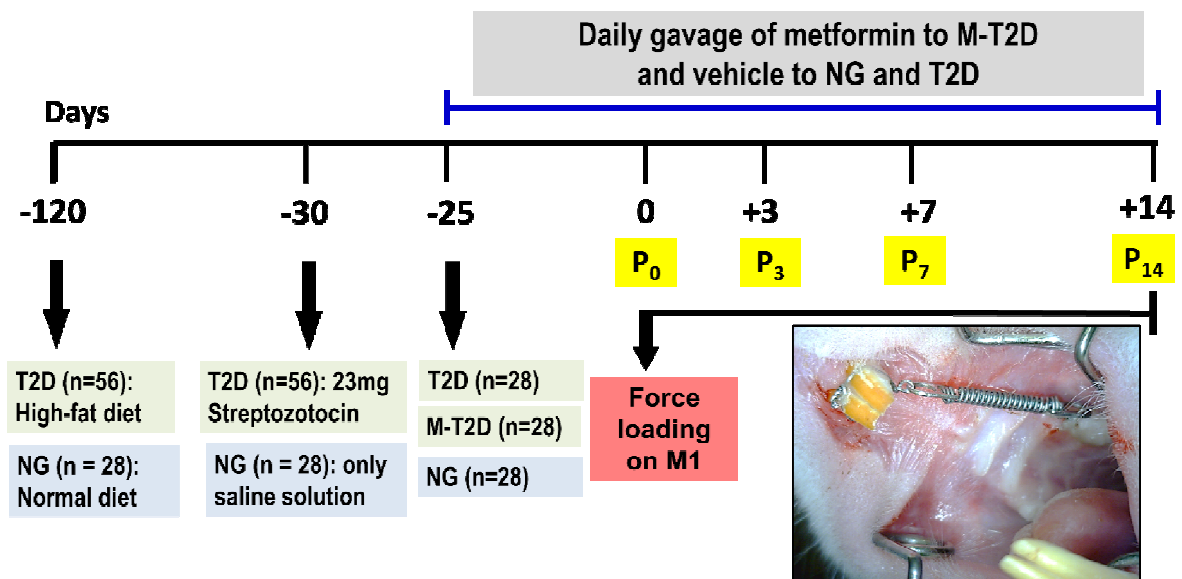 Daily gavage of metformin to M-T2D
and vehicle to NG and T2D
Days
-120
-30
-25
0
+3
+7
+14
P0
P3
P7
P14
T2D (n=56):
High-fat diet
NG (n = 28):
Normal diet
T2D (n=56): 23mg
Streptozotocin
NG (n = 28): only
saline solution
T2D (n=28)
M-T2D (n=28)
NG (n=28)
Force
loading
on M1